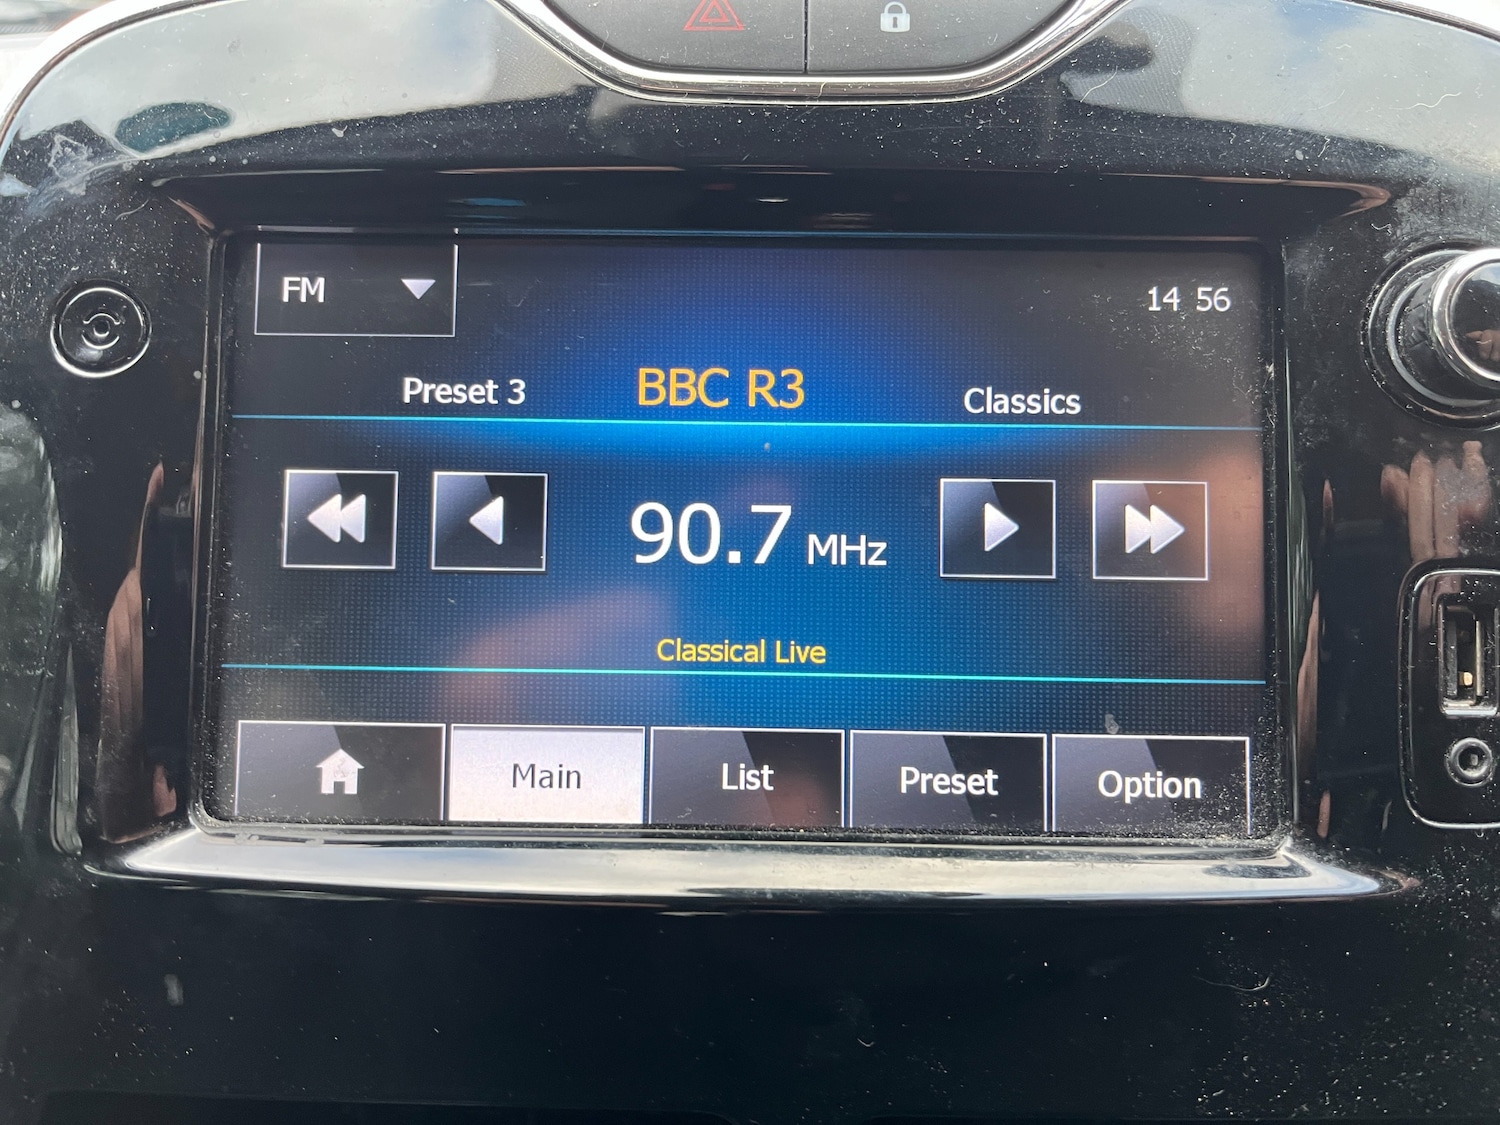 FM
14 56
Preset 3
BBC R3
Classics
90.7 MHz
Classical Live
Main
List
Preset
Option